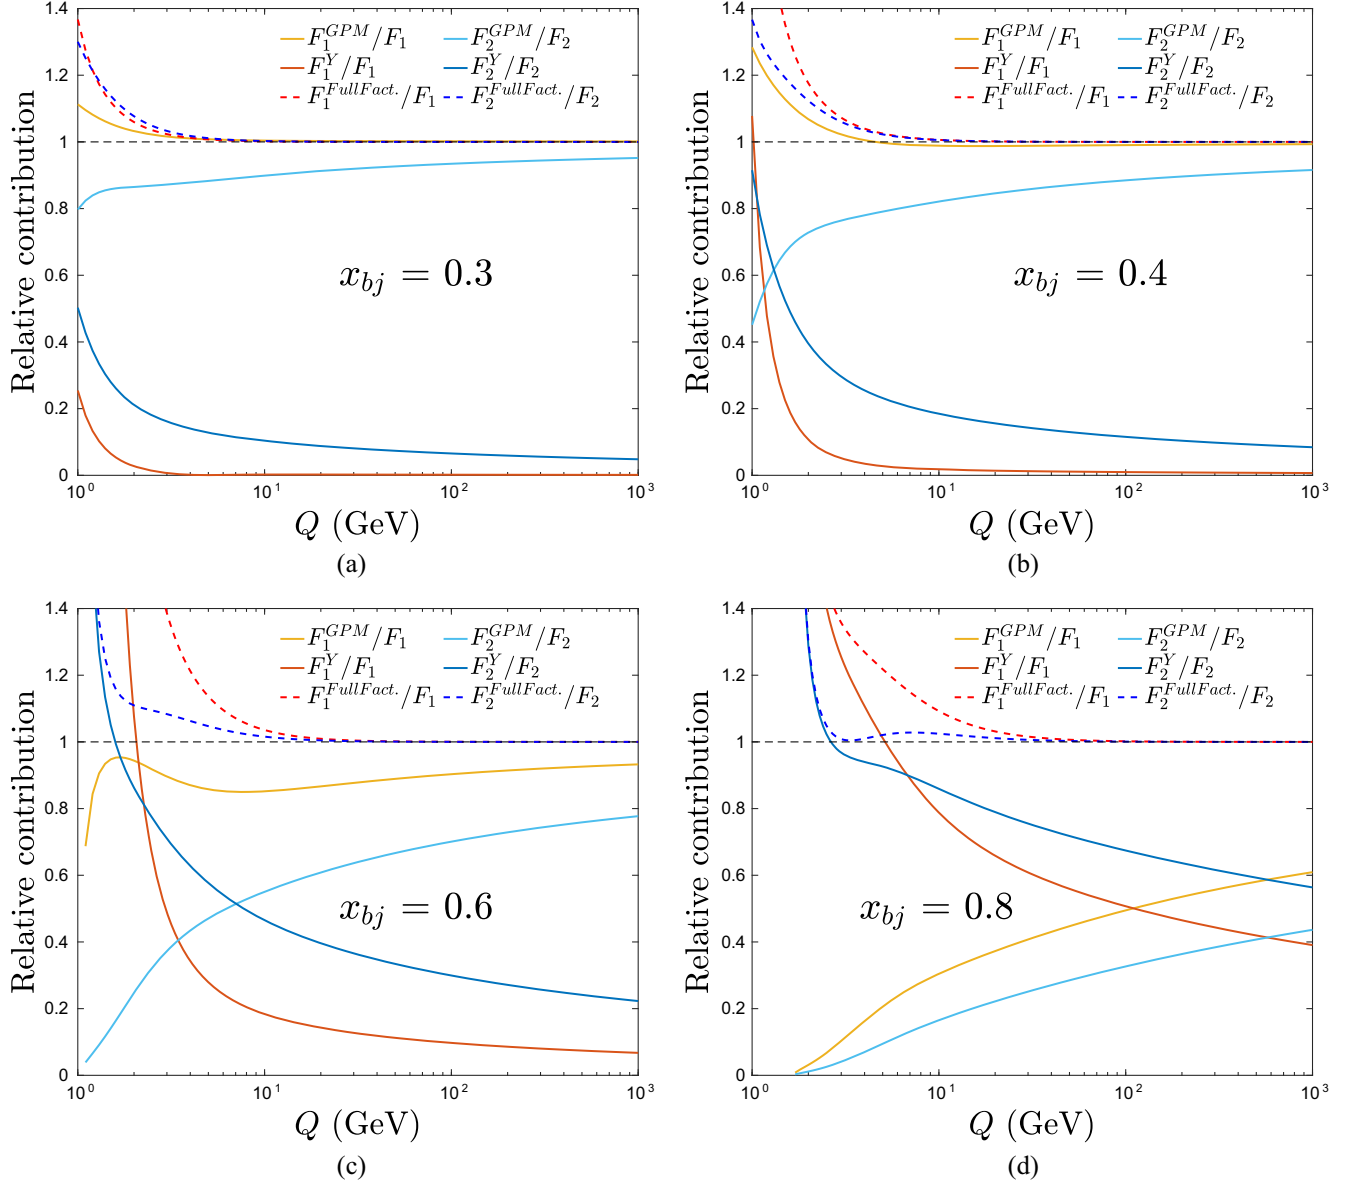 1.4
1.2
1
0.8
0.6
0.4
0.2
0
Relative contribution
F_1^{GPM}/F_1 F_2^{GPM}/F_2
F_1^Y/F_1 F_2^Y/F_2
F_1^{FullFact.}/F_1 F_2^{FullFact.}/F_2
x_{bj} = 0.3
10^0 10^1 10^2 10^3
Q (GeV)
(a)
1.4
1.2
1
0.8
0.6
0.4
0.2
0
Relative contribution
F_1^{GPM}/F_1 F_2^{GPM}/F_2
F_1^Y/F_1 F_2^Y/F_2
F_1^{FullFact.}/F_1 F_2^{FullFact.}/F_2
x_{bj} = 0.4
10^0 10^1 10^2 10^3
Q (GeV)
(b)
1.4
1.2
1
0.8
0.6
0.4
0.2
0
Relative contribution
F_1^{GPM}/F_1 F_2^{GPM}/F_2
F_1^Y/F_1 F_2^Y/F_2
F_1^{FullFact.}/F_1 F_2^{FullFact.}/F_2
x_{bj} = 0.6
10^0 10^1 10^2 10^3
Q (GeV)
(c)
1.4
1.2
1
0.8
0.6
0.4
0.2
0
Relative contribution
F_1^{GPM}/F_1 F_2^{GPM}/F_2
F_1^Y/F_1 F_2^Y/F_2
F_1^{FullFact.}/F_1 F_2^{FullFact.}/F_2
x_{bj} = 0.8
10^0 10^1 10^2 10^3
Q (GeV)
(d)